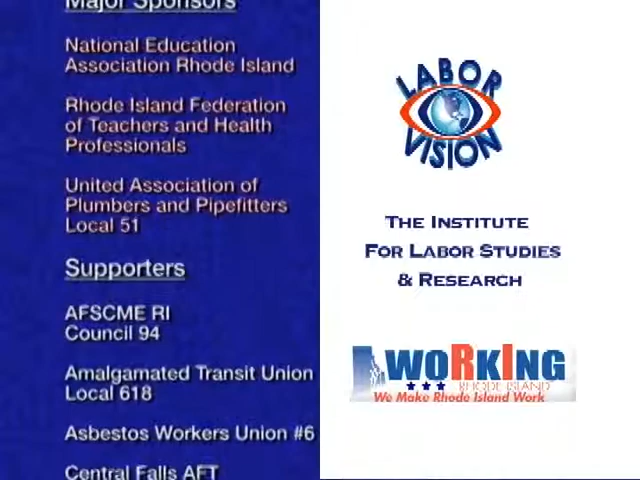 Major Sponsors
National Education
Association Rhode Island
Rhode Island Federation
of Teachers and Health
Professionals
United Association of
Plumbers and Pipefitters
Local 51
Supporters
AFSCME RI
Council 94
Amalgamated Transit Union
Local 618
Asbestos Workers Union #6
Central Falls AFT
LABOR
VISION
THE INSTITUTE
FOR LABOR STUDIES
& RESEARCH
WORKING
RHODE ISLAND
We Make Rhode Island Work